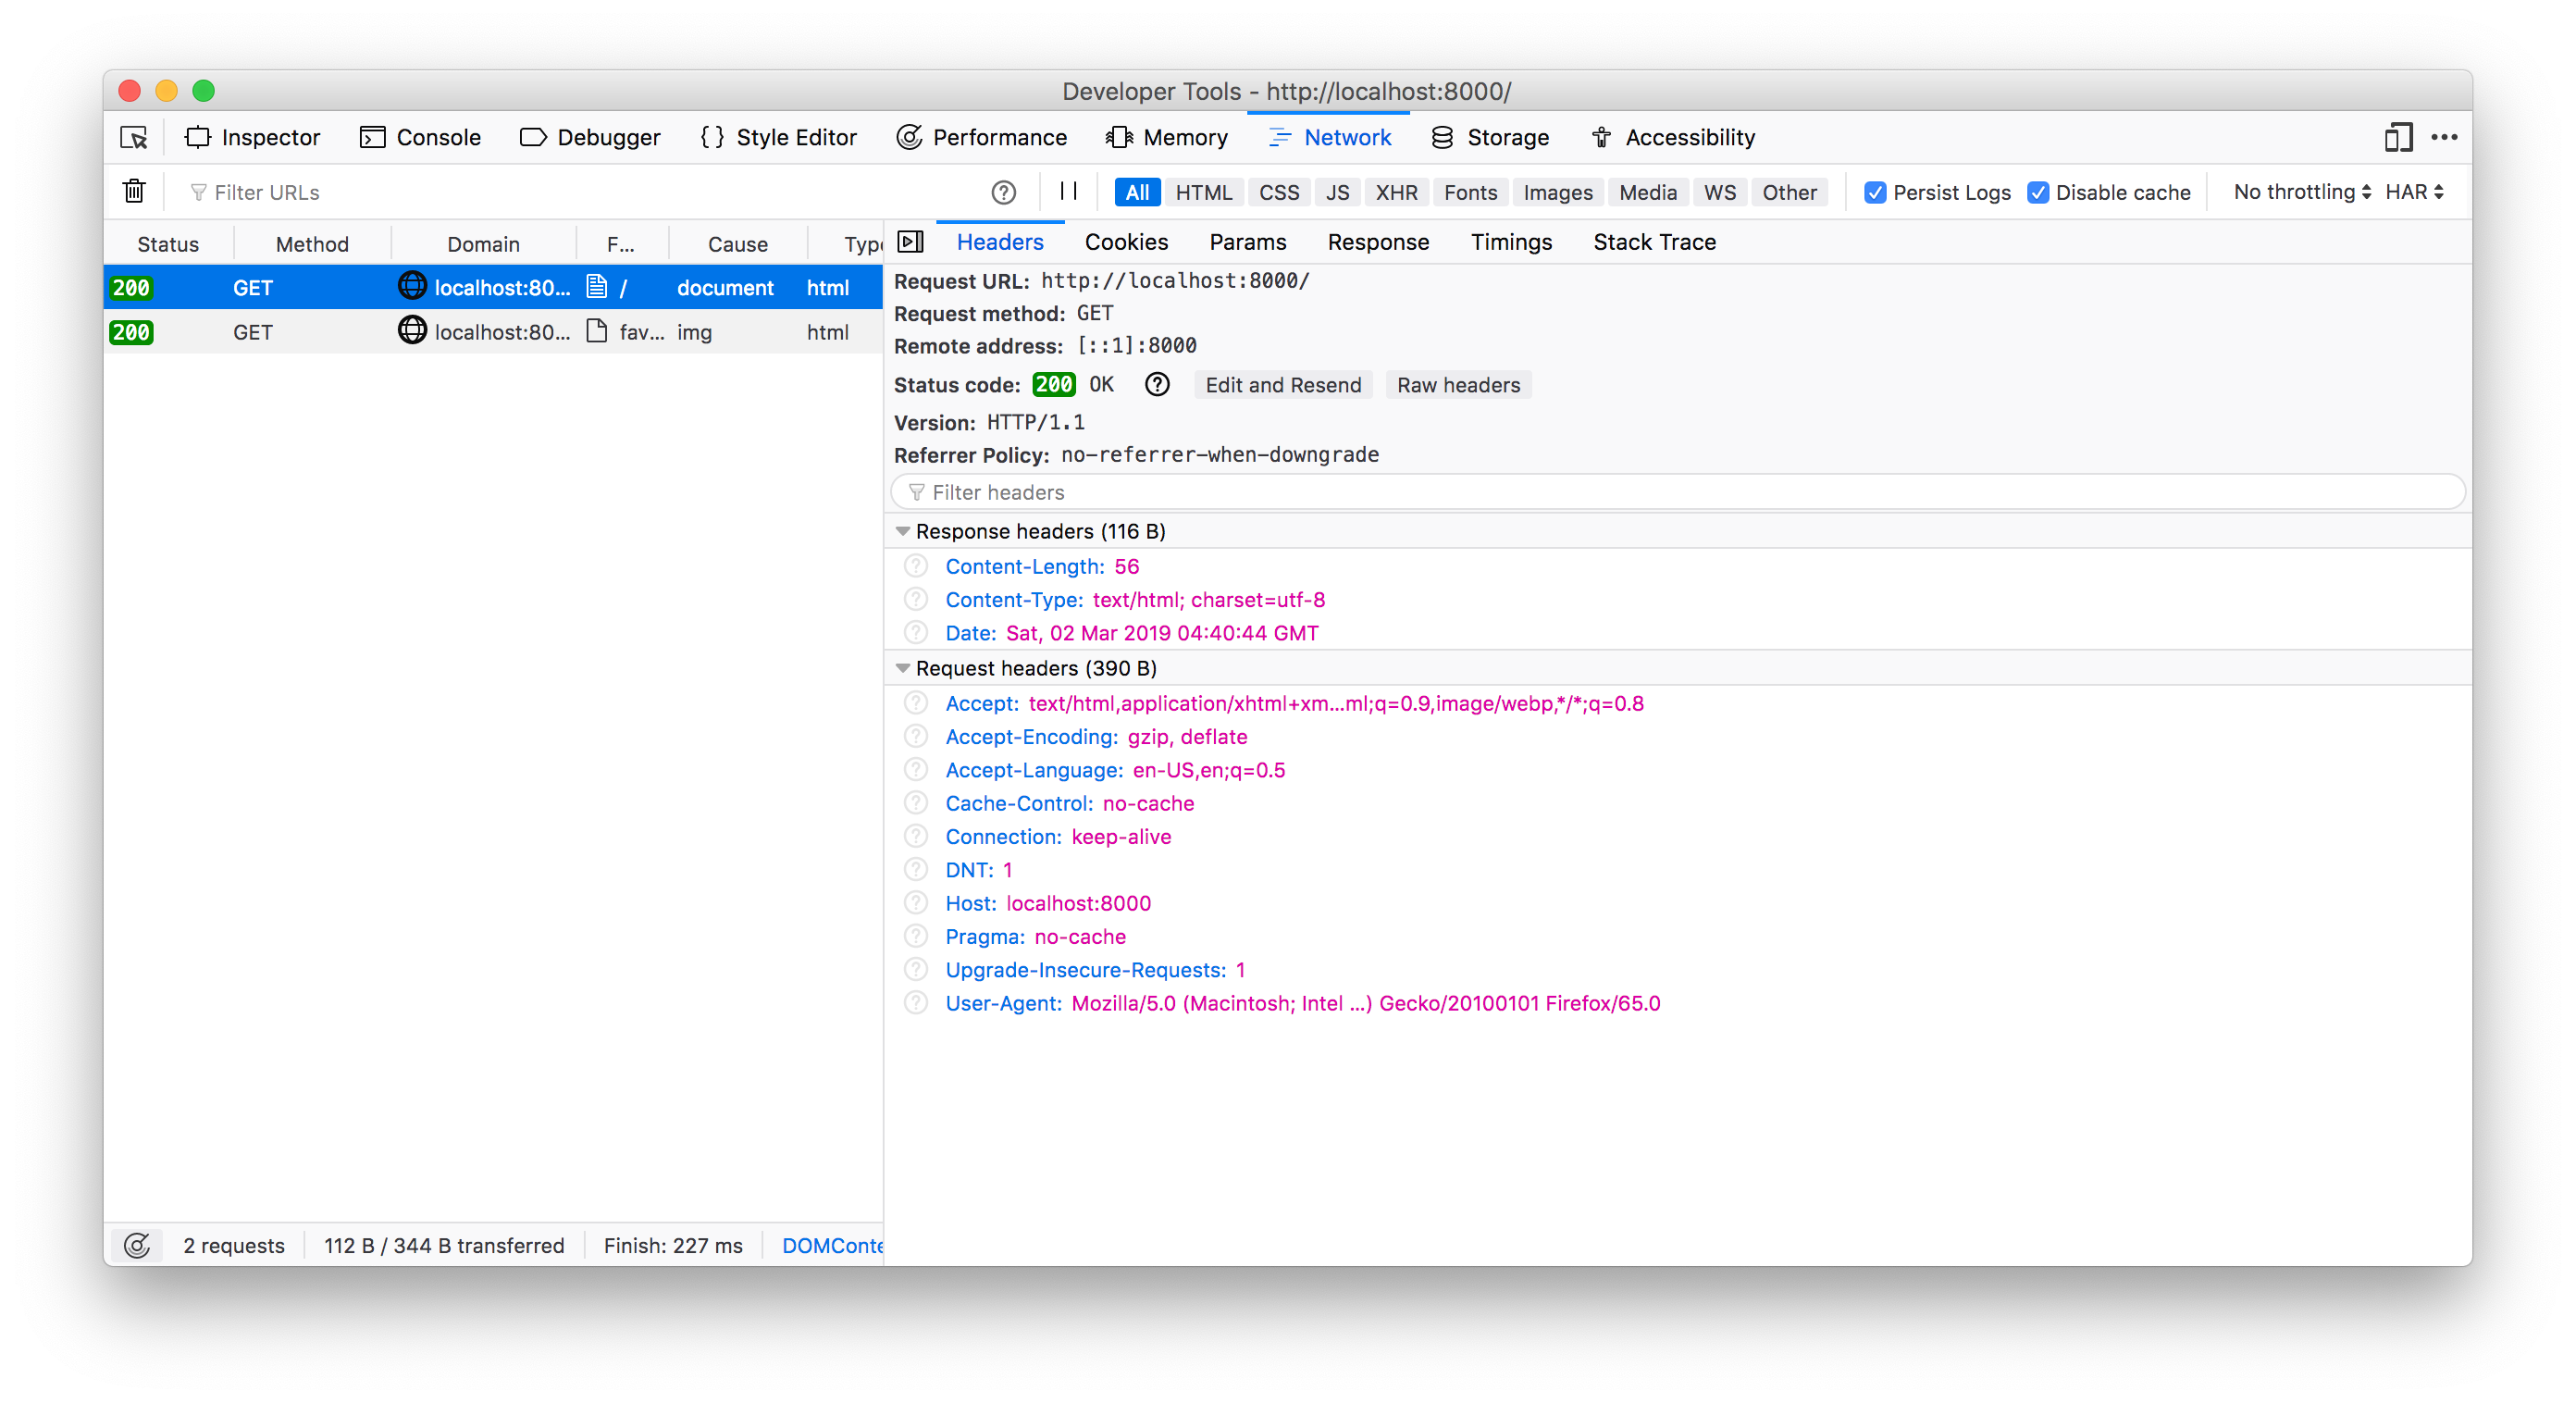 Developer Tools - http://localhost:8000/
Inspector Console Debugger { } Style Editor Performance Memory Network Storage Accessibility
Filter URLs All HTML CSS JS XHR Fonts Images Media WS Other Persist Logs Disable cache No throttling HAR
Status Method Domain F... Cause Type
200 GET localhost:80... / document html
200 GET localhost:80... fav... img html
Headers Cookies Params Response Timings Stack Trace
Request URL: http://localhost:8000/
Request method: GET
Remote address: [::1]:8000
Status code: 200 OK Edit and Resend Raw headers
Version: HTTP/1.1
Referrer Policy: no-referrer-when-downgrade
Filter headers
Response headers (116 B)
Content-Length: 56
Content-Type: text/html; charset=utf-8
Date: Sat, 02 Mar 2019 04:40:44 GMT
Request headers (390 B)
Accept: text/html,application/xhtml+xm...ml;q=0.9,image/webp,*/*;q=0.8
Accept-Encoding: gzip, deflate
Accept-Language: en-US,en;q=0.5
Cache-Control: no-cache
Connection: keep-alive
DNT: 1
Host: localhost:8000
Pragma: no-cache
Upgrade-Insecure-Requests: 1
User-Agent: Mozilla/5.0 (Macintosh; Intel ...) Gecko/20100101 Firefox/65.0
2 requests 112 B / 344 B transferred Finish: 227 ms DOMConte